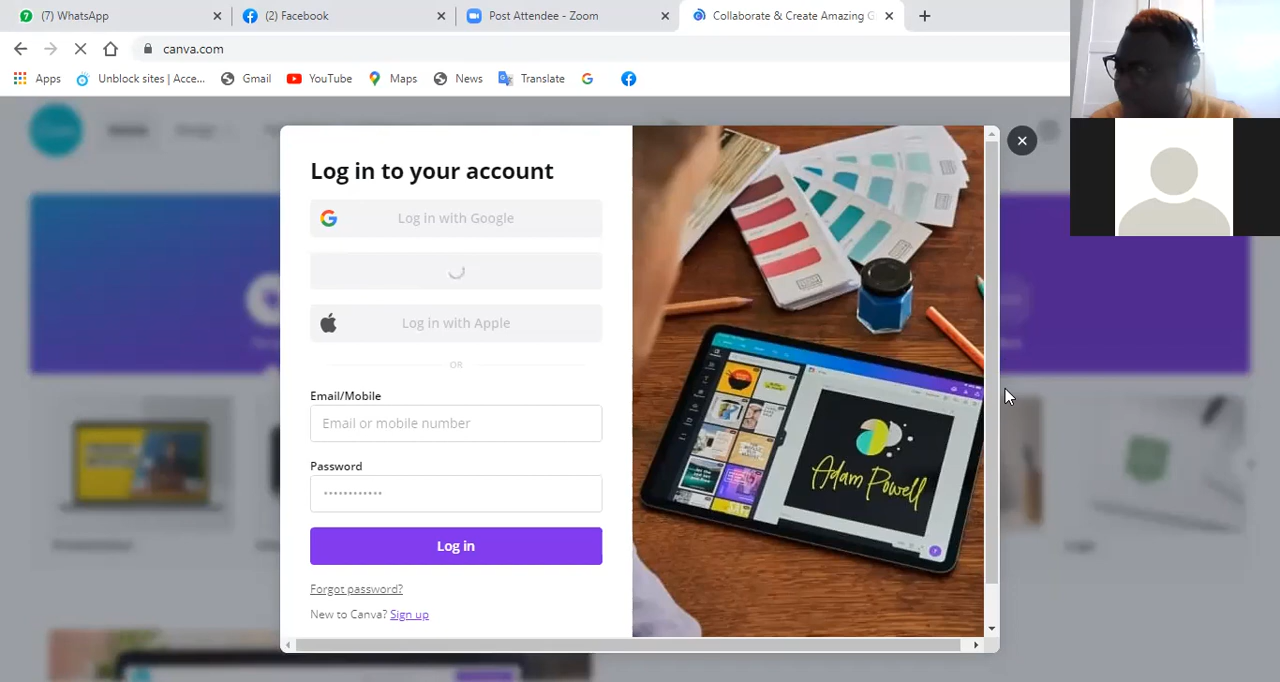 (7) WhatsApp
(2) Facebook
Post Attendee - Zoom
Collaborate & Create Amazing G
canva.com
Apps
Unblock sites | Acce...
Gmail
YouTube
Maps
News
Translate
Log in to your account
Log in with Google
Log in with Apple
OR
Email/Mobile
Email or mobile number
Password
Log in
Forgot password?
New to Canva? Sign up
Adam Powell